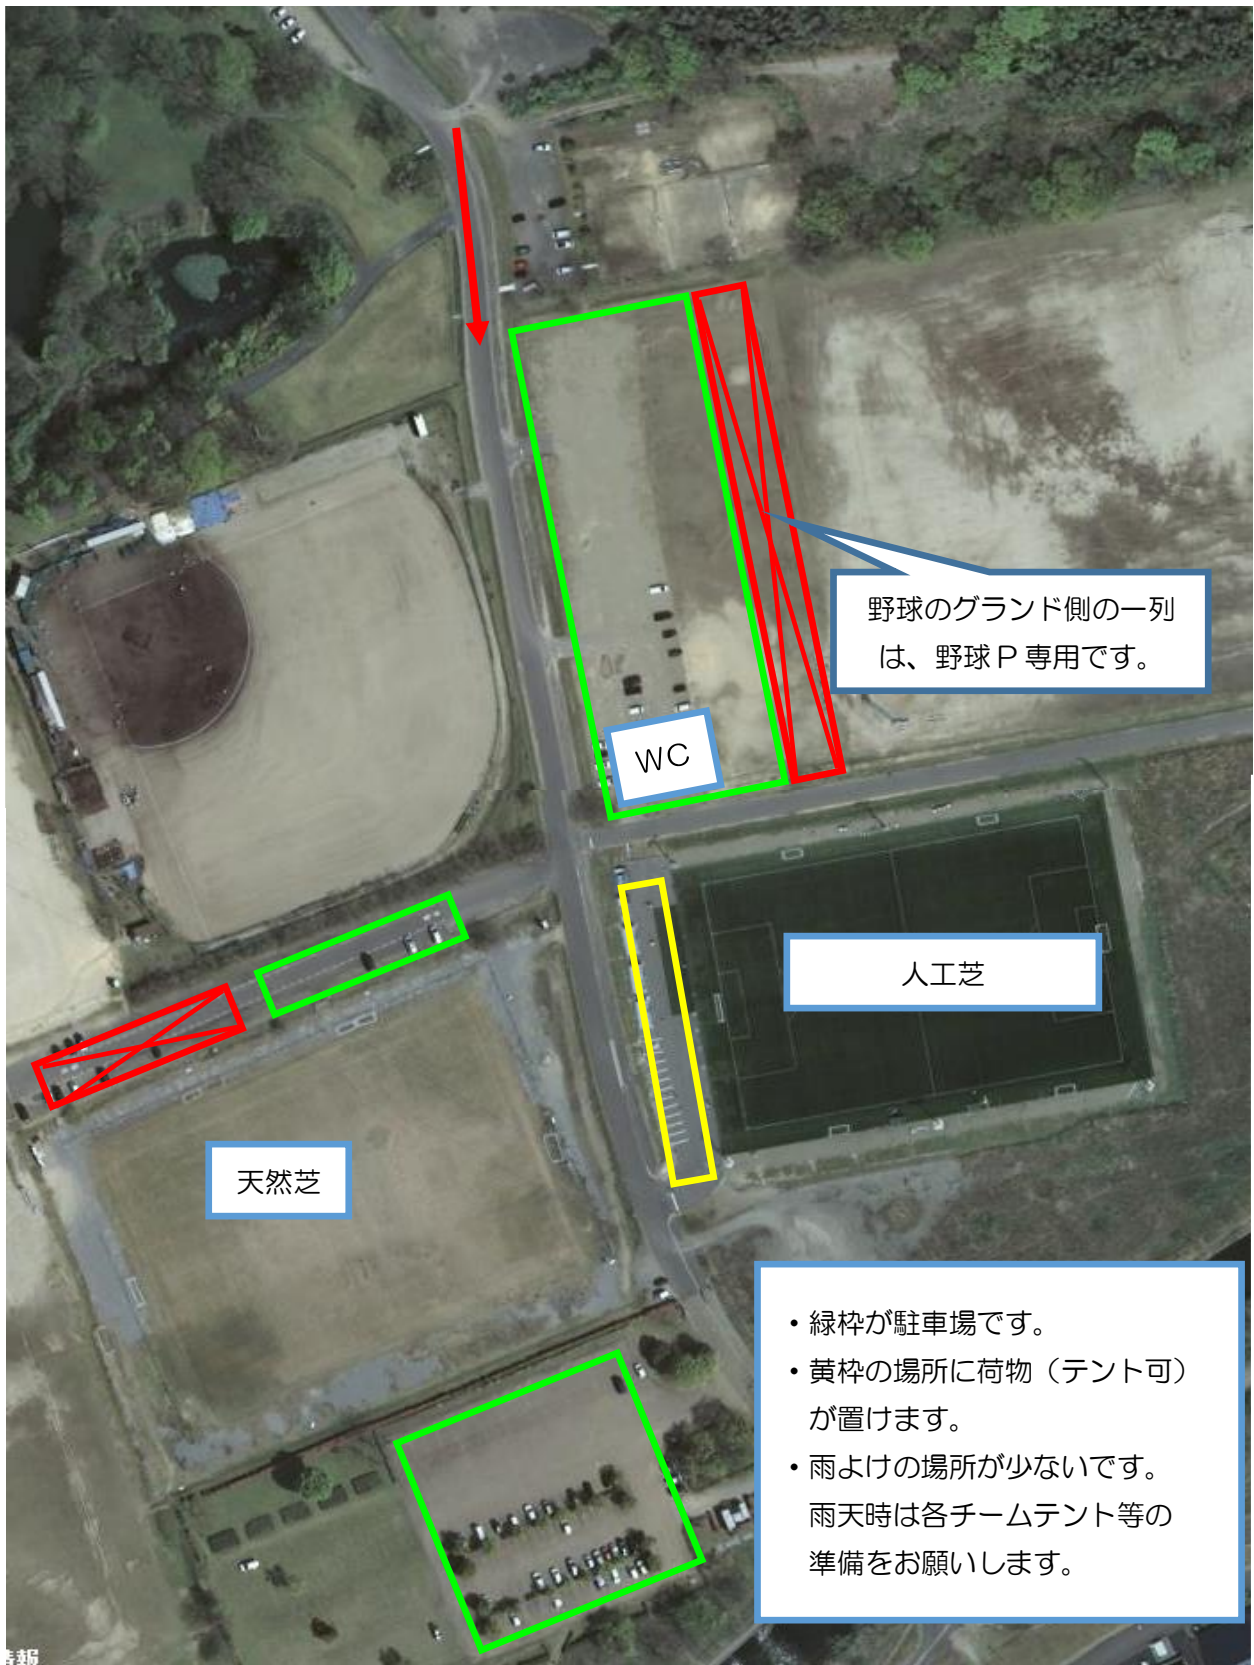 野球のグランド側の一列
は、野球P専用です。
WC
人工芝
天然芝
・緑枠が駐車場です。
・黄枠の場所に荷物（テント可）
が置けます。
・雨よけの場所が少ないです。
雨天時は各チームテント等の
準備をお願いします。